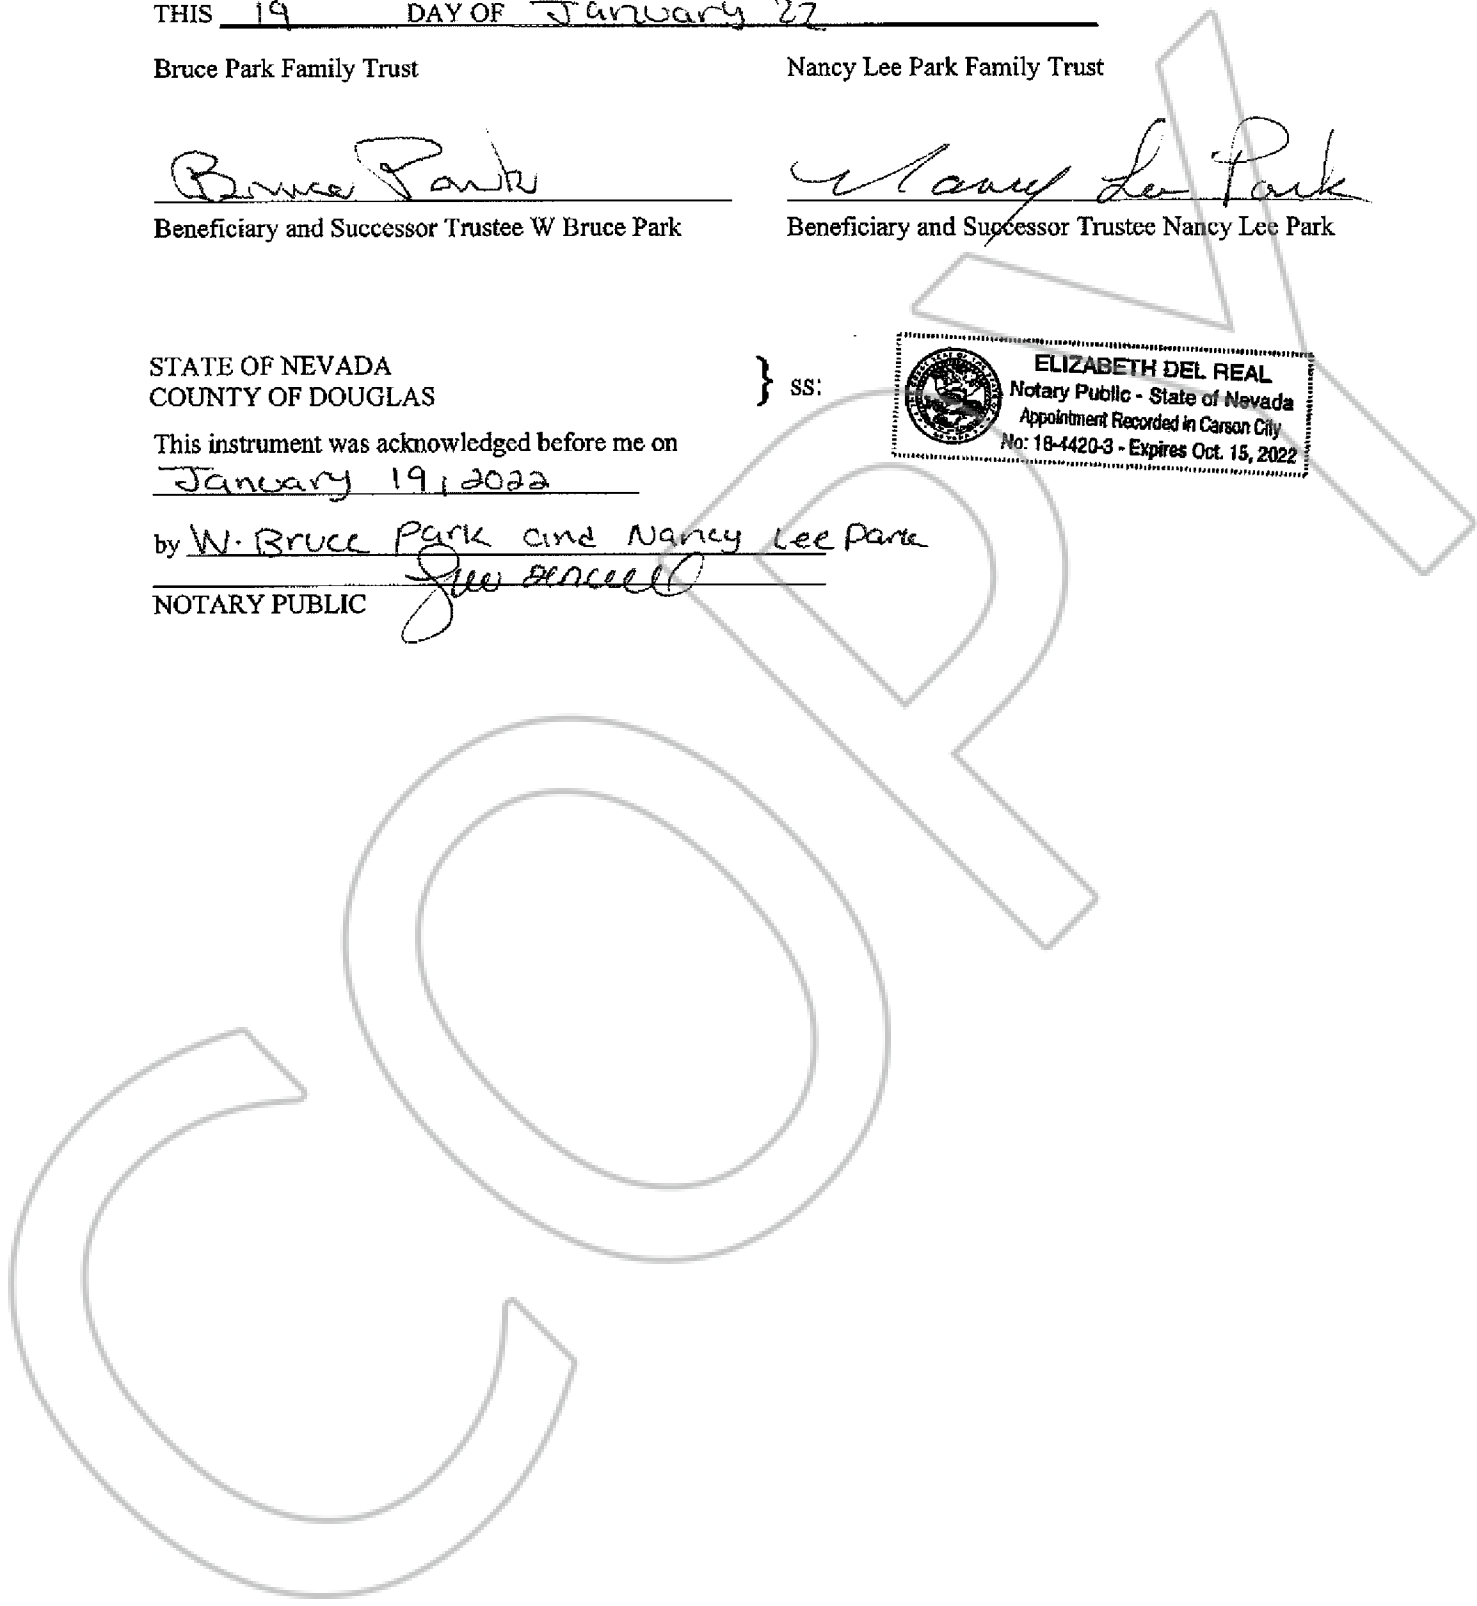 THIS 19 DAY OF January 22
Bruce Park Family Trust Nancy Lee Park Family Trust
Bruce Park Nancy Lee Park
Beneficiary and Successor Trustee W Bruce Park Beneficiary and Successor Trustee Nancy Lee Park
STATE OF NEVADA
COUNTY OF DOUGLAS
} ss:
ELIZABETH DEL REAL
Notary Public - State of Nevada
Appointment Recorded in Carson City
No: 18-4420-3 - Expires Oct. 15, 2022
This instrument was acknowledged before me on
January 19, 2022
by W. Bruce Park and Nancy Lee Park
NOTARY PUBLIC
COPY